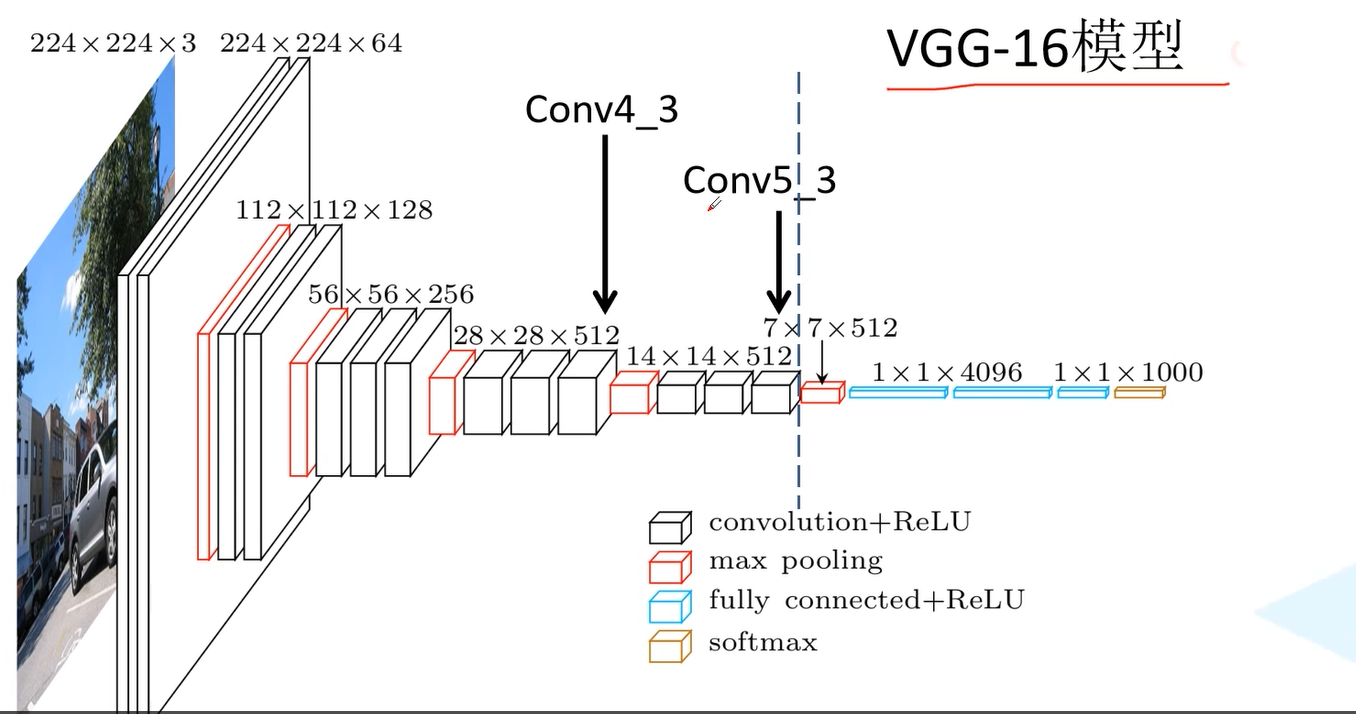 224×224×3
224×224×64
VGG-16模型
Conv4_3
Conv5_3
112×112×128
56×56×256
28×28×512
14×14×512
7×7×512
1×1×4096
1×1×1000
convolution+ReLU
max pooling
fully connected+ReLU
softmax